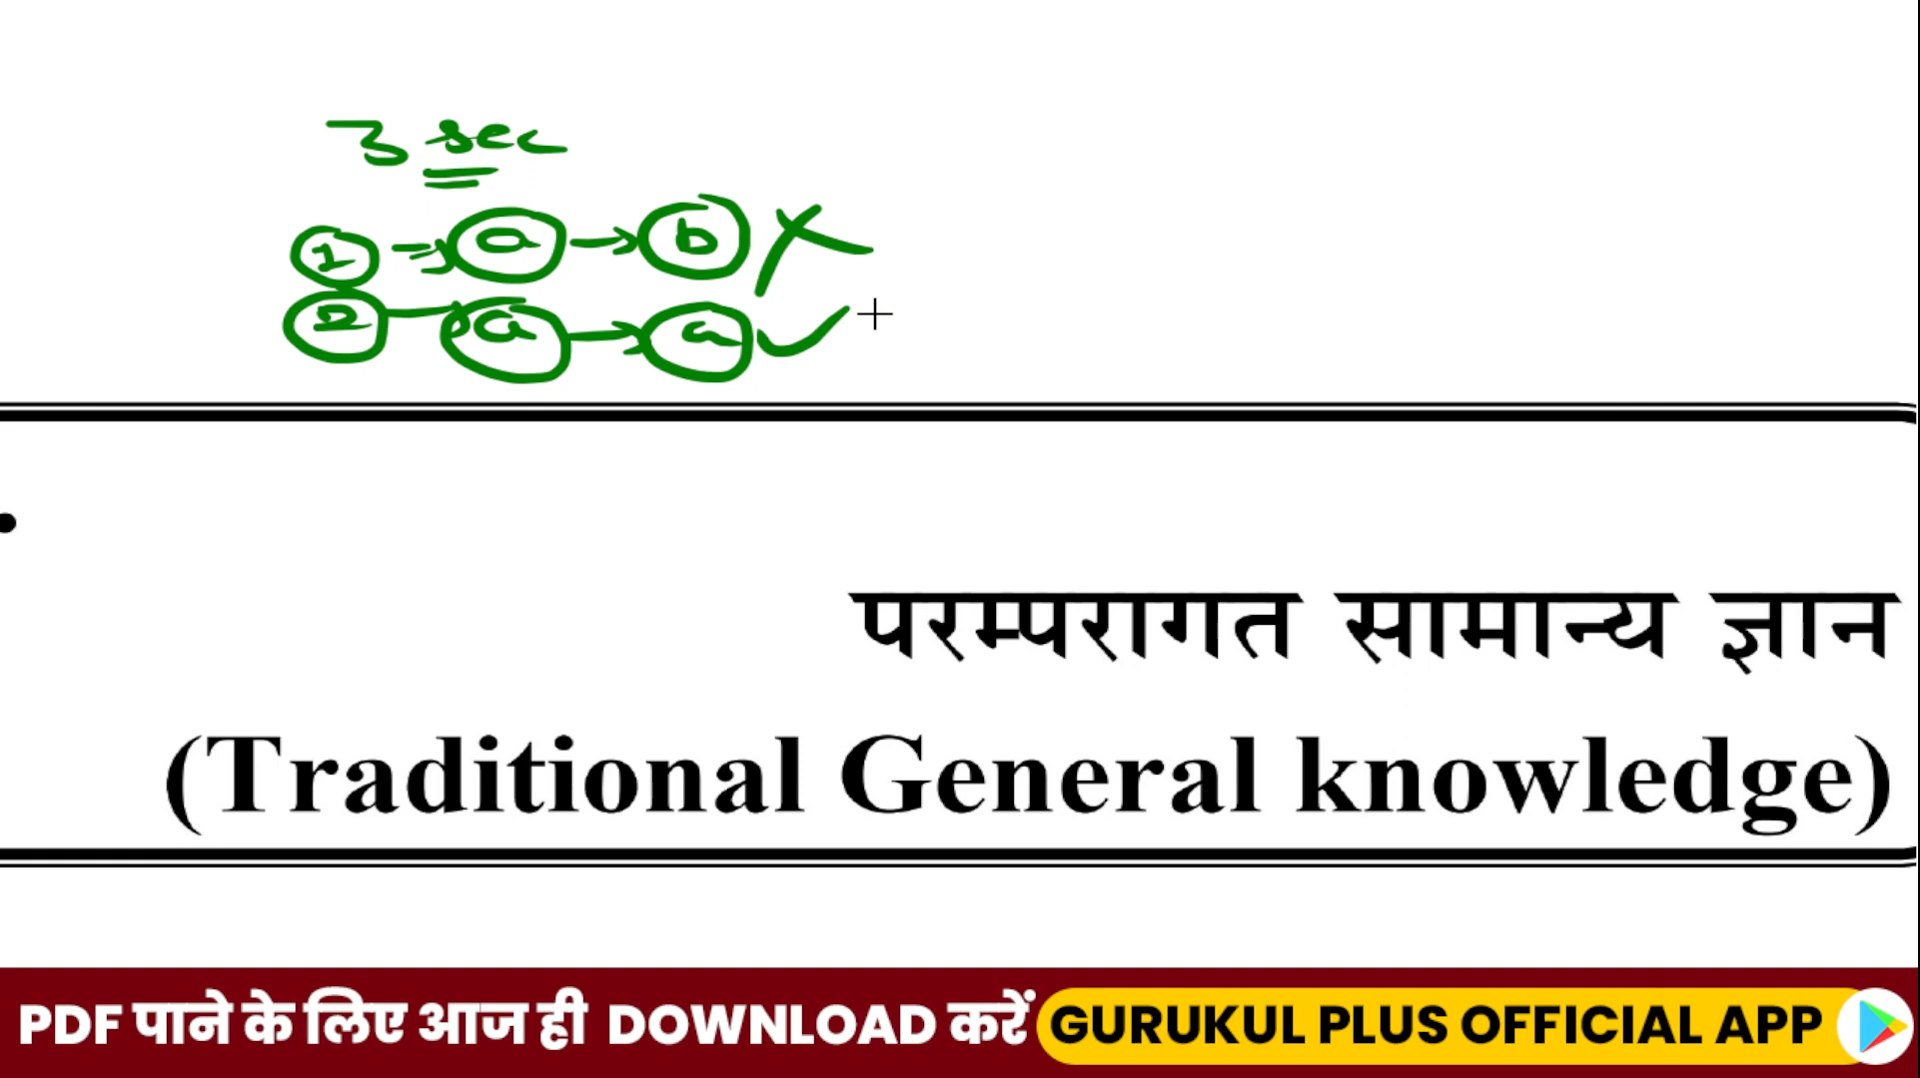 3 sec
1 ⇒ a → b ✗
2 → a → a ✓
परम्परागत सामान्य ज्ञान
(Traditional General knowledge)
PDF पाने के लिए आज ही DOWNLOAD करें GURUKUL PLUS OFFICIAL APP